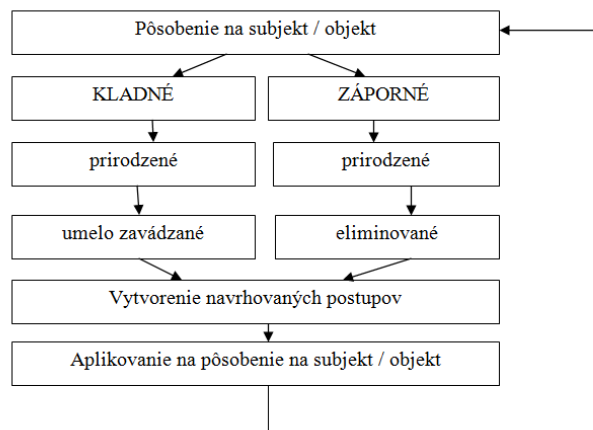 Pôsobenie na subjekt / objekt
KLADNÉ
ZÁPORNÉ
prirodzené
prirodzené
umelo zavádzané
eliminované
Vytvorenie navrhovaných postupov
Aplikovanie na pôsobenie na subjekt / objekt